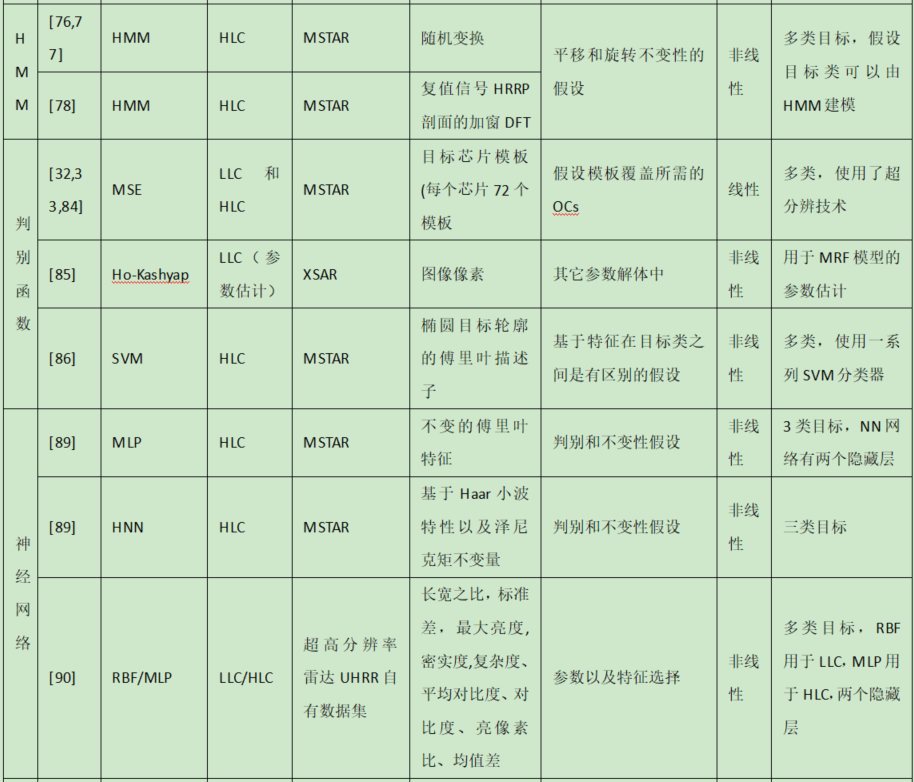 H
M
M
[76,7
7]
HMM
HLC
MSTAR
随机变换
平移和旋转不变性的
假设
非线
性
多类目标，假设
目标类可以由
HMM 建模
[78]
HMM
HLC
MSTAR
复值信号 HRRP
剖面的加窗 DFT
判
别
函
数
[32,3
3,84]
MSE
LLC 和
HLC
MSTAR
目标芯片模板
(每个芯片 72 个
模板
假设模板覆盖所需的
OCs
线性
多类，使用了超
分辨技术
[85]
Ho-Kashyap
LLC（参
数估计）
XSAR
图像像素
其它参数解体中
非线
性
用于 MRF 模型的
参数估计
[86]
SVM
HLC
MSTAR
椭圆目标轮廓
的傅里叶描述
子
基于特征在目标类之
间是有区别的假设
非线
性
多类，使用一系
列 SVM 分类器
神
经
网
络
[89]
MLP
HLC
MSTAR
不变的傅里叶
特征
判别和不变性假设
非线
性
3 类目标，NN 网
络有两个隐藏层
[89]
HNN
HLC
MSTAR
基于 Haar 小波
特性以及泽尼
克矩不变量
判别和不变性假设
非线
性
三类目标
[90]
RBF/MLP
LLC/HLC
超高分辨率
雷达 UHRR 自
有数据集
长宽之比，标准
差，最大亮度,
密实度,复杂度、
平均对比度、对
比度、亮像素
比、均值差
参数以及特征选择
非线
性
多类目标，RBF
用于 LLC，MLP 用
于 HLC，两个隐藏
层